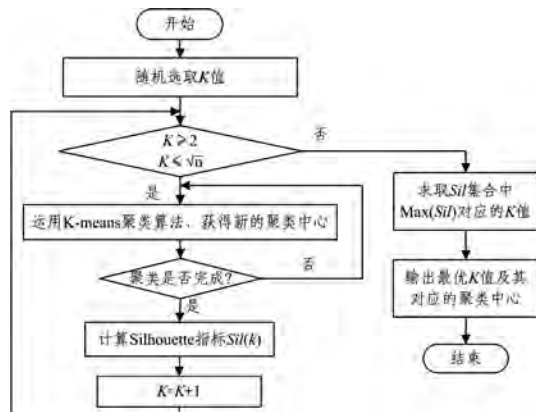 开始
随机选取K值
K≥2
K≤√n
否
是
运用K-means聚类算法、获得新的聚类中心
聚类是否完成?
否
是
计算Silhouette指标Sil(k)
K=K+1
求取Sil集合中
Max(Sil)对应的K值
输出最优K值及其
对应的聚类中心
结束